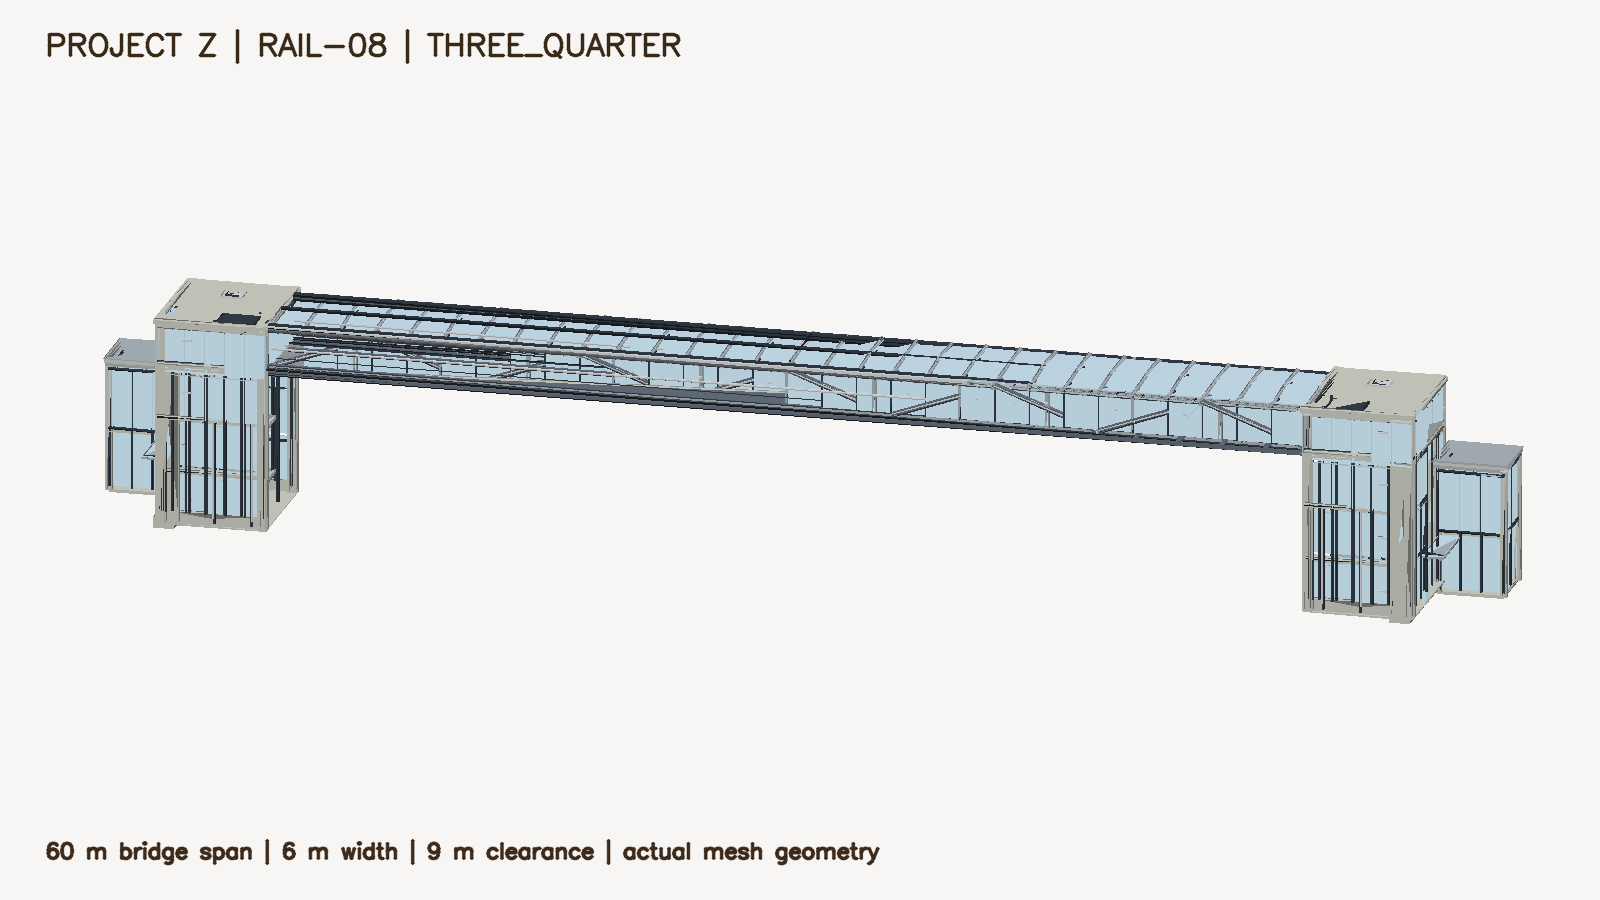 PROJECT Z | RAIL-08 | THREE_QUARTER
60 m bridge span | 6 m width | 9 m clearance | actual mesh geometry